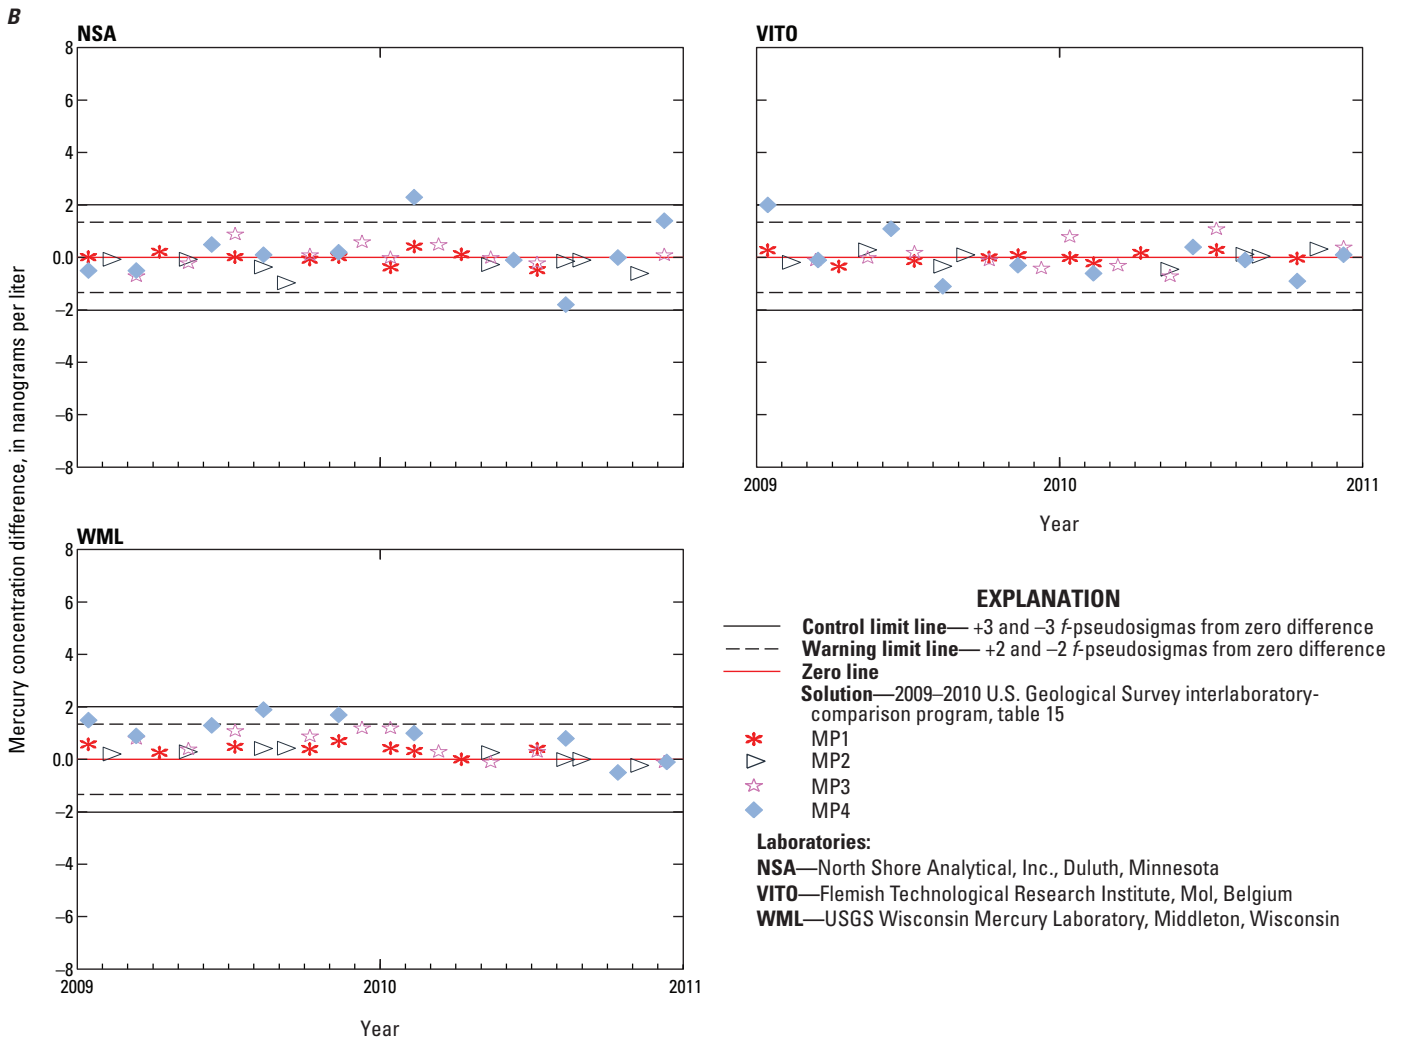 B
NSA
8
6
4
2
0.0
–2
–4
–6
–8
VITO
2009
2010
2011
Year
WML
8
6
4
2
0.0
–2
–4
–6
–8
2009
2010
2011
Year
Mercury concentration difference, in nanograms per liter
EXPLANATION
Control limit line— +3 and –3 f-pseudosigmas from zero difference
Warning limit line— +2 and –2 f-pseudosigmas from zero difference
Zero line
Solution—2009–2010 U.S. Geological Survey interlaboratory-
comparison program, table 15
MP1
MP2
MP3
MP4
Laboratories:
NSA—North Shore Analytical, Inc., Duluth, Minnesota
VITO—Flemish Technological Research Institute, Mol, Belgium
WML—USGS Wisconsin Mercury Laboratory, Middleton, Wisconsin